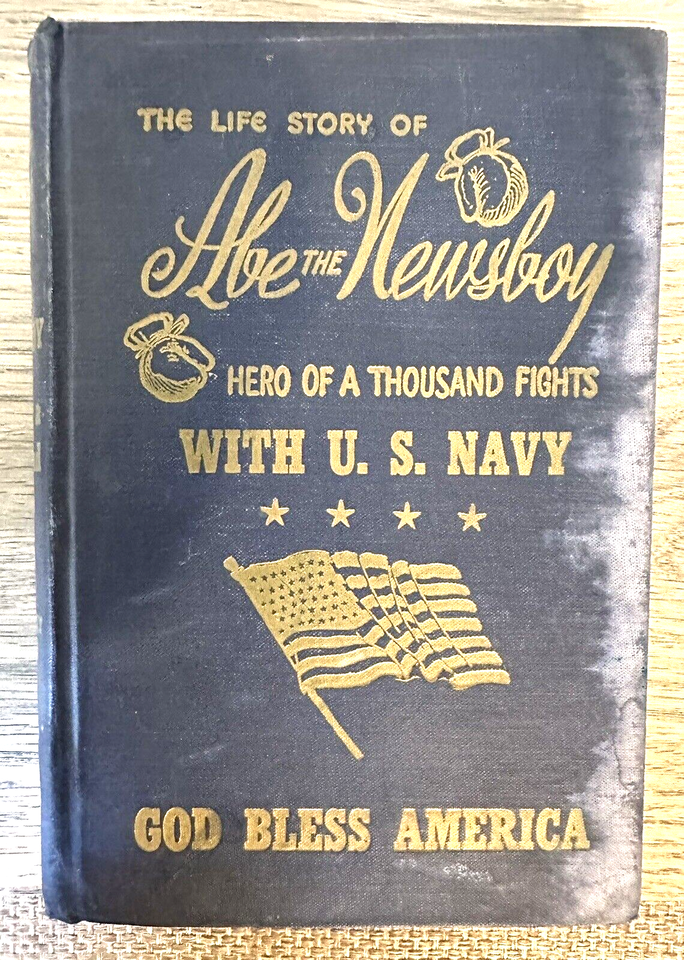 THE LIFE STORY OF
Abe THE Newsboy
HERO OF A THOUSAND FIGHTS
WITH U. S. NAVY
GOD BLESS AMERICA